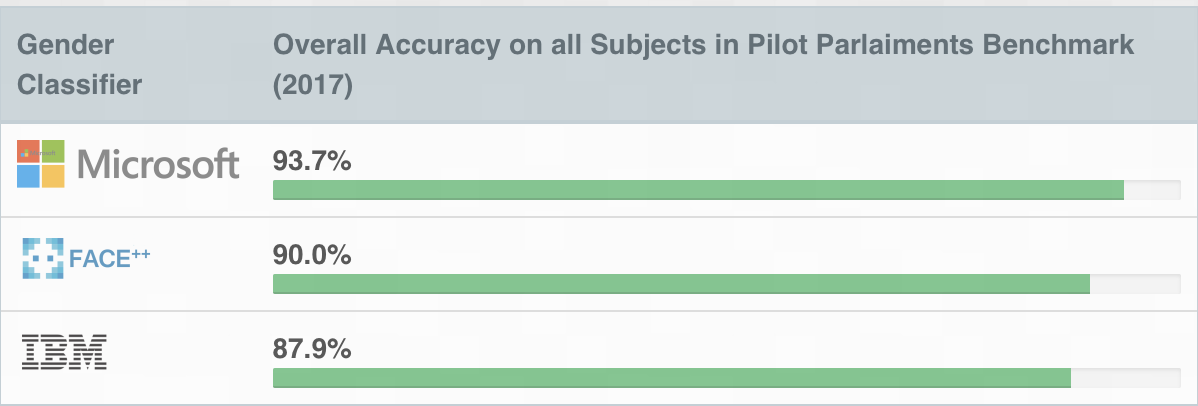 Gender
Classifier
Overall Accuracy on all Subjects in Pilot Parlaiments Benchmark
(2017)
Microsoft
93.7%
FACE++
90.0%
IBM
87.9%